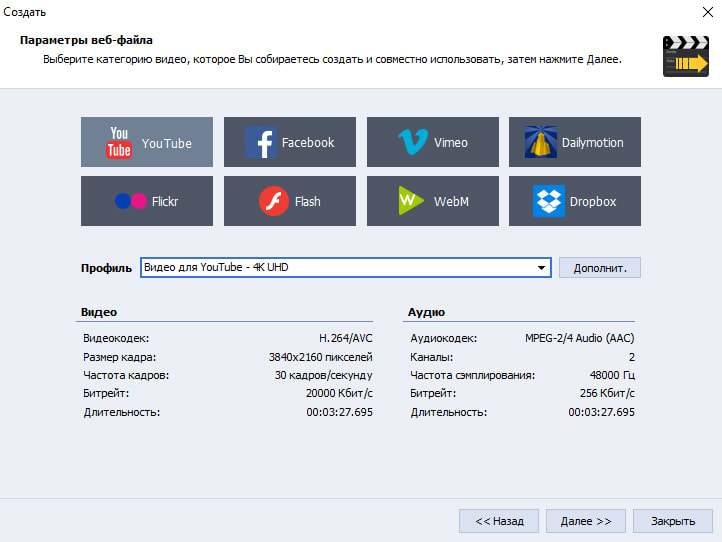 Создать
Параметры веб-файла
Выберите категорию видео, которое Вы собираетесь создать и совместно использовать, затем нажмите Далее.
You Tube YouTube
Facebook
Vimeo
Dailymotion
Flickr
Flash
WebM
Dropbox
Профиль Видео для YouTube - 4K UHD Дополнит.
Видео Аудио
Видеокодек: H.264/AVC Аудиокодек: MPEG-2/4 Audio (AAC)
Размер кадра: 3840x2160 пикселей Каналы: 2
Частота кадров: 30 кадров/секунду Частота сэмплирования: 48000 Гц
Битрейт: 20000 Кбит/с Битрейт: 256 Кбит/с
Длительность: 00:03:27.695 Длительность: 00:03:27.695
<< Назад Далее >> Закрыть